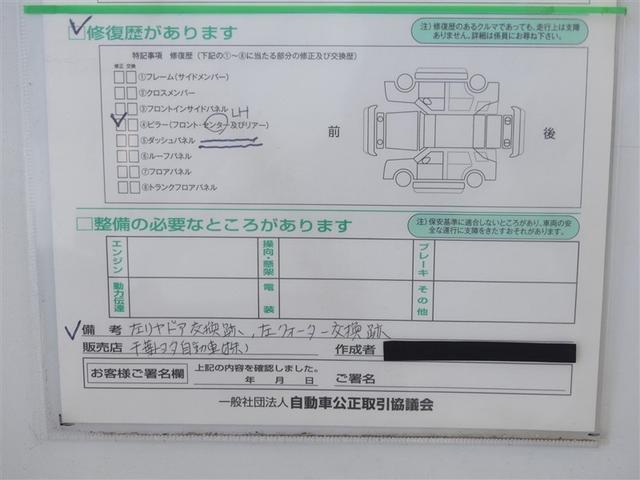 修復歴があります
注）修復歴のあるクルマであっても、走行上は支障ありません。詳細は係員にお尋ね下さい。
特記事項 修復歴（下記の①〜⑧に当たる部分の修正及び交換歴）
修正 交換
①フレーム（サイドメンバー）
②クロスメンバー
③フロントインサイドパネル
LH
④ピラー（フロント・センター及びリアー）
⑤ダッシュパネル
⑥ルーフパネル
⑦フロアパネル
⑧トランクフロアパネル
前
後
整備の必要なところがあります
注）保安基準に適合しないところがあり、車両の安全な運行に支障をきたすおそれがあります。
エンジン
操向・懸架
ブレーキ
動力伝達
電装
その他
備考 左リヤドア交換跡、左クォーター交換跡
販売店 千葉トヨタ自動車(株)
作成者
お客様ご署名欄
上記の内容を確認しました。
年 月 日
ご署名
一般社団法人 自動車公正取引協議会